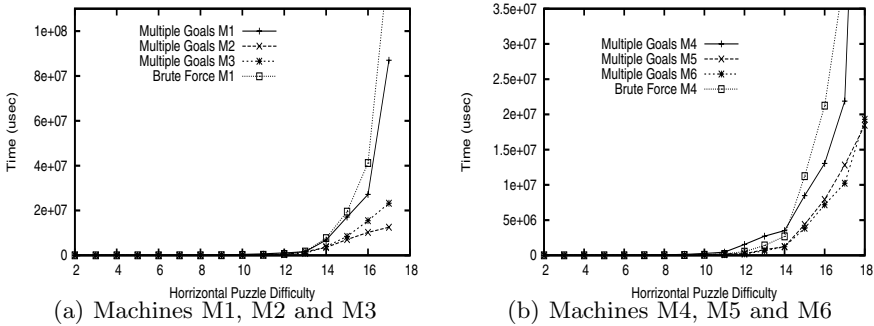 1e+08
8e+07
6e+07
4e+07
2e+07
0
Time (usec)
Multiple Goals M1
Multiple Goals M2
Multiple Goals M3
Brute Force M1
2 4 6 8 10 12 14 16 18
Horrizontal Puzzle Difficulty
(a) Machines M1, M2 and M3
3.5e+07
3e+07
2.5e+07
2e+07
1.5e+07
1e+07
5e+06
0
Time (usec)
Multiple Goals M4
Multiple Goals M5
Multiple Goals M6
Brute Force M4
2 4 6 8 10 12 14 16 18
Horrizontal Puzzle Difficulty
(b) Machines M4, M5 and M6